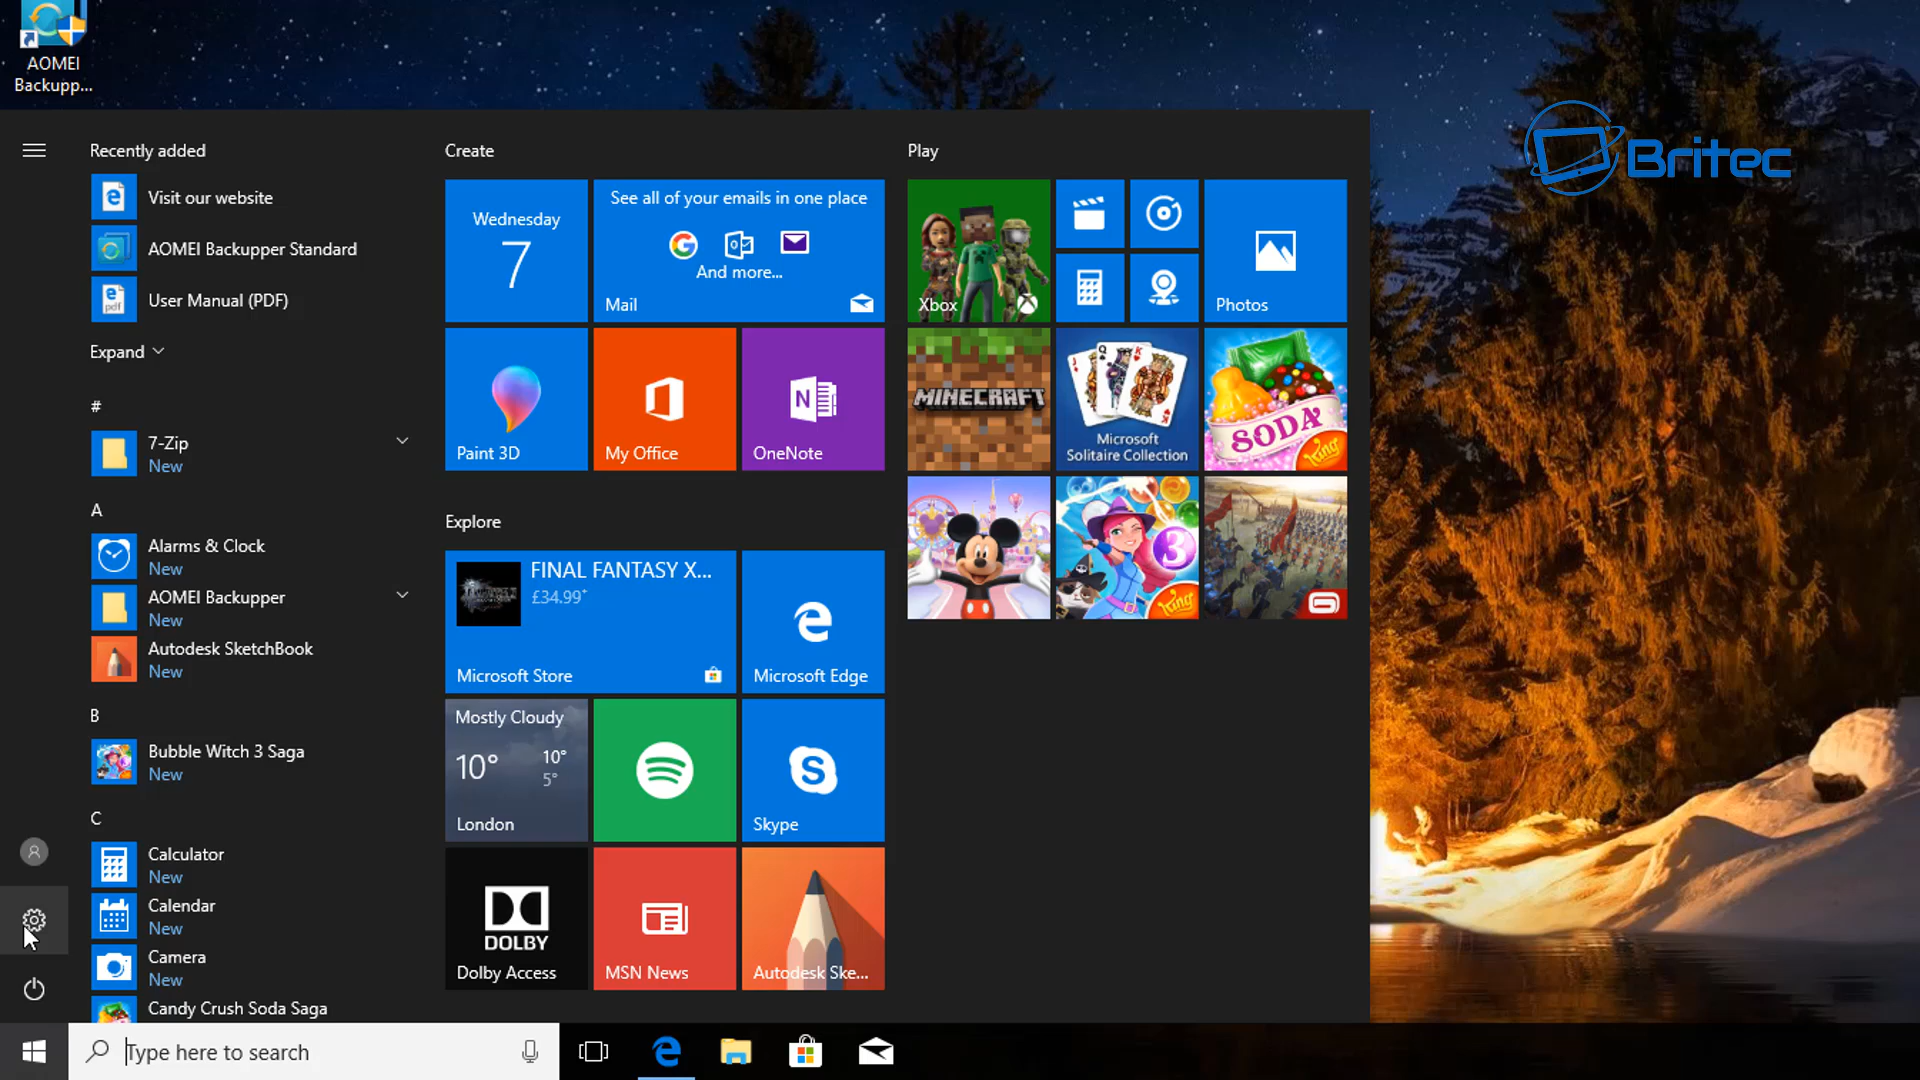 AOMEI
Backupp...
Britec
Recently added
Visit our website
AOMEI Backupper Standard
User Manual (PDF)
Expand
#
7-Zip
New
A
Alarms & Clock
New
AOMEI Backupper
New
Autodesk SketchBook
New
B
Bubble Witch 3 Saga
New
C
Calculator
New
Calendar
New
Camera
New
Candy Crush Soda Saga
Create
Wednesday
7
See all of your emails in one place
And more...
Mail
Paint 3D
My Office
OneNote
Explore
FINAL FANTASY X...
£34.99+
Microsoft Store
Microsoft Edge
Mostly Cloudy
10°
10°
5°
London
Skype
DOLBY
Dolby Access
MSN News
Autodesk Ske...
Play
Xbox
Photos
MINECRAFT
Microsoft
Solitaire Collection
SODA
King
3
King
Type here to search